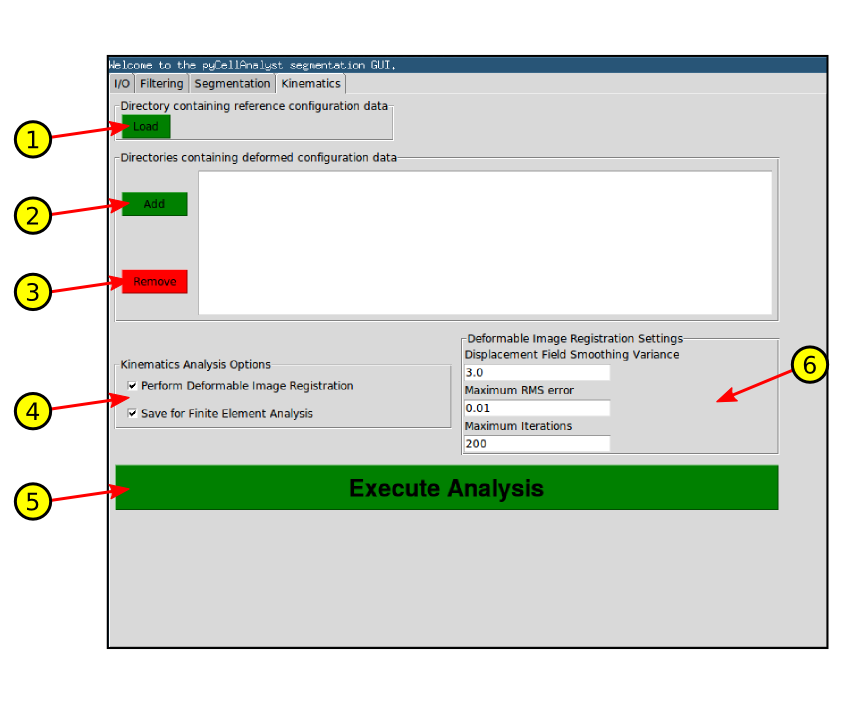 Welcome to the pyCellAnalyst segmentation GUI.
I/O Filtering Segmentation Kinematics
Directory containing reference configuration data
1 Load
Directories containing deformed configuration data
2 Add
3 Remove
Deformable Image Registration Settings
Displacement Field Smoothing Variance
Kinematics Analysis Options
3.0
6
Perform Deformable Image Registration
Maximum RMS error
4
0.01
Save for Finite Element Analysis
Maximum Iterations
200
5 Execute Analysis